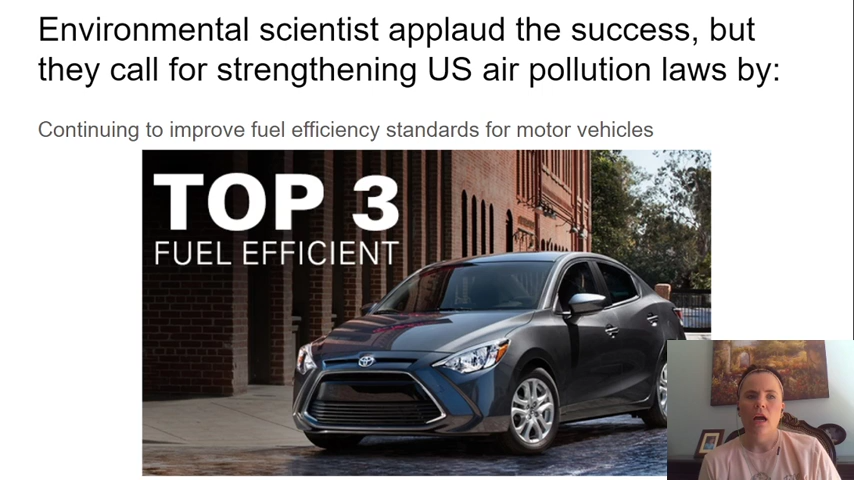 Environmental scientist applaud the success, but
they call for strengthening US air pollution laws by:
Continuing to improve fuel efficiency standards for motor vehicles
TOP 3
FUEL EFFICIENT